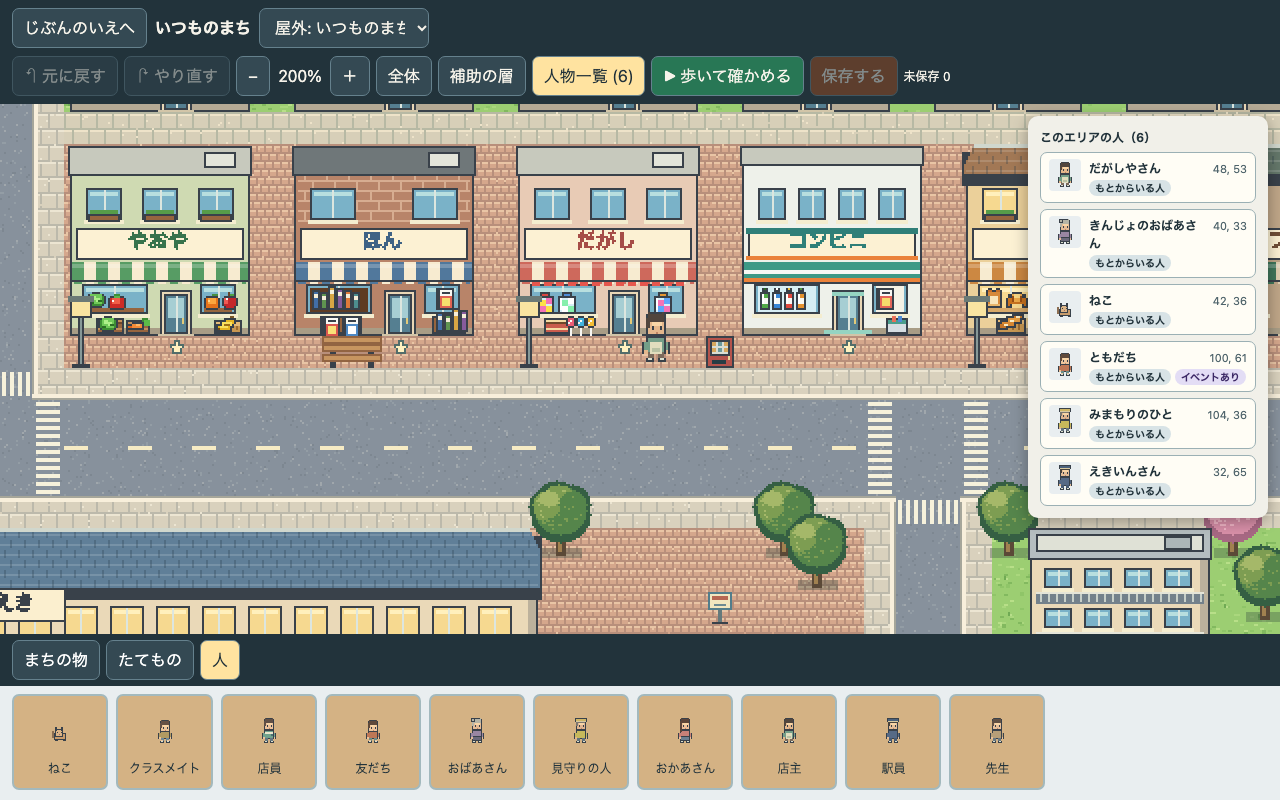 じぶんのいえへ いつものまち 屋外: いつものまち
元に戻す やり直す − 200% + 全体 補助の層 人物一覧 (6) ▶ 歩いて確かめる 保存する 未保存 0
このエリアの人（6）
だがしやさん 48, 53
もとからいる人
きんじょのおばあさ 40, 33
ん
もとからいる人
ねこ 42, 36
もとからいる人
ともだち 100, 61
もとからいる人 イベントあり
みまもりのひと 104, 36
もとからいる人
えきいんさん 32, 65
もとからいる人
やおや ほん だがし コンビニ
えき
まちの物 たてもの 人
ねこ クラスメイト 店員 友だち おばあさん 見守りの人 おかあさん 店主 駅員 先生